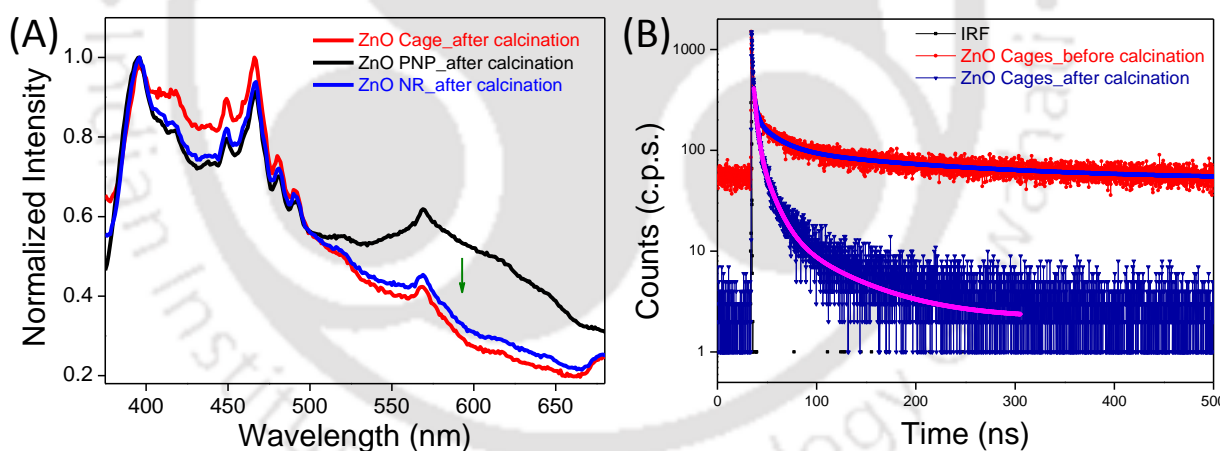 (A)
ZnO Cage_after calcination
ZnO PNP_after calcination
ZnO NR_after calcination
Normalized Intensity
1.0
0.8
0.6
0.4
0.2
400 450 500 550 600 650
Wavelength (nm)
(B)
IRF
ZnO Cages_before calcination
ZnO Cages_after calcination
Counts (c.p.s.)
1000
100
10
1
0 100 200 300 400 500
Time (ns)